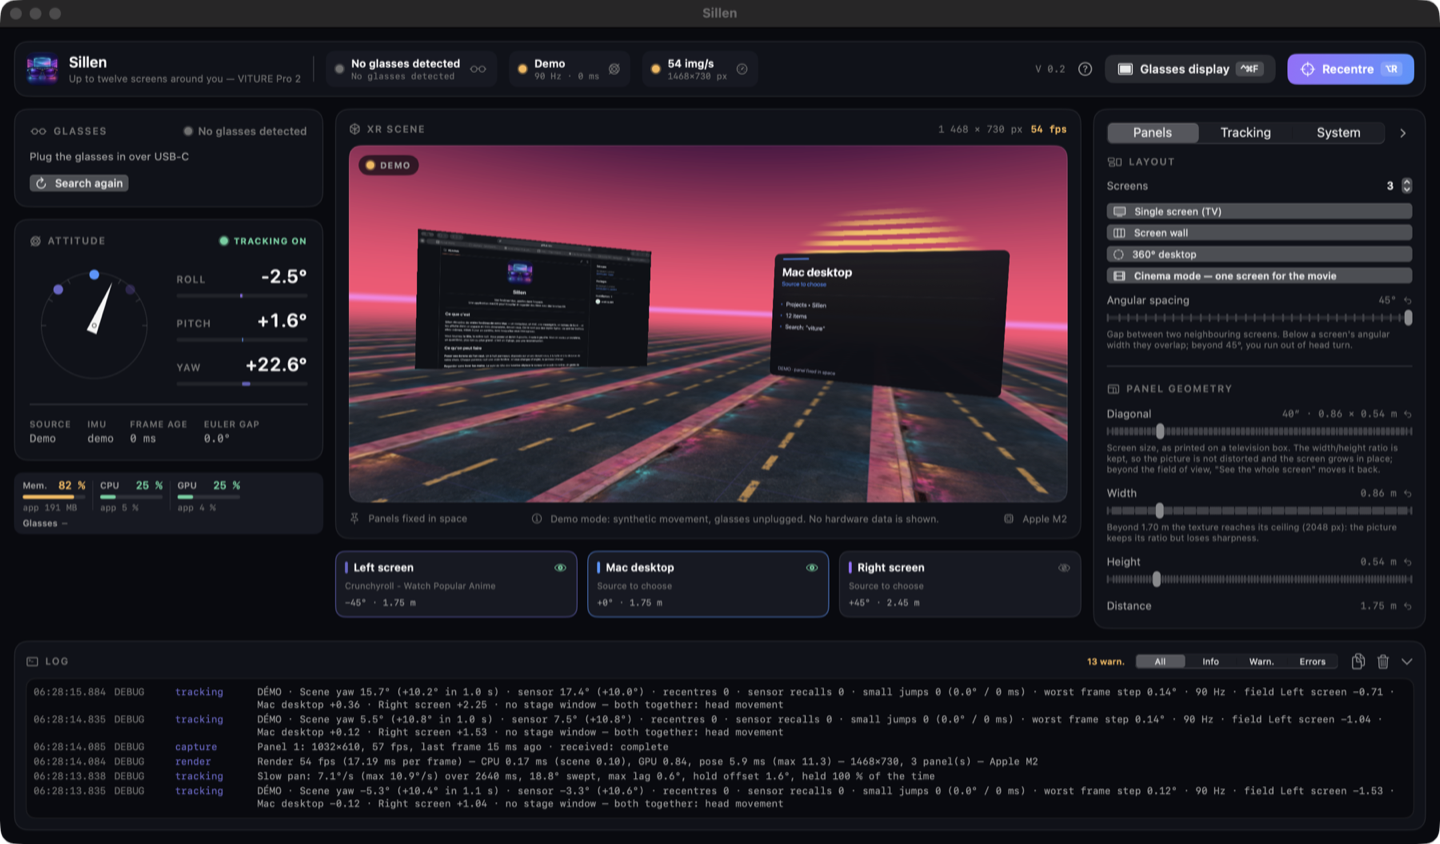 Sillen
Sillen
Up to twelve screens around you — VITURE Pro 2
No glasses detected
No glasses detected
Demo
90 Hz · 0 ms
54 img/s
1468×730 px
V 0.2
Glasses display ^⌘F
Recentre ⌥R
GLASSES
No glasses detected
Plug the glasses in over USB-C
Search again
ATTITUDE
TRACKING ON
ROLL -2.5°
PITCH +1.6°
YAW +22.6°
SOURCE IMU FRAME AGE EULER GAP
Demo demo 0 ms 0.0°
Mem. 82 % CPU 25 % GPU 25 %
app 191 MB app 5 % app 4 %
Glasses —
XR SCENE
1 468 × 730 px 54 fps
DEMO
Sillen
Ce que c'est
Ce qu'on peut faire
Mac desktop
Source to choose
Projects • Sillen
12 items
Search: "viture"
DEMO · panel fixed in space
Panels fixed in space
Demo mode: synthetic movement, glasses unplugged. No hardware data is shown.
Apple M2
Left screen
Crunchyroll - Watch Popular Anime
−45° · 1.75 m
Mac desktop
Source to choose
+0° · 1.75 m
Right screen
Source to choose
+45° · 2.45 m
Panels Tracking System
LAYOUT
Screens 3
Single screen (TV)
Screen wall
360° desktop
Cinema mode — one screen for the movie
Angular spacing 45°
Gap between two neighbouring screens. Below a screen's angular
width they overlap; beyond 45°, you run out of head turn.
PANEL GEOMETRY
Diagonal 40" · 0.86 × 0.54 m
Screen size, as printed on a television box. The width/height ratio is
kept, so the picture is not distorted and the screen grows in place;
beyond the field of view, "See the whole screen" moves it back.
Width 0.86 m
Beyond 1.70 m the texture reaches its ceiling (2048 px): the picture
keeps its ratio but loses sharpness.
Height 0.54 m
Distance 1.75 m
LOG
13 warn. All Info Warn. Errors
06:28:15.884 DEBUG tracking DÉMO · Scene yaw 15.7° (+10.2° in 1.0 s) · sensor 17.4° (+10.0°) · recentres 0 · sensor recalls 0 · small jumps 0 (0.0° / 0 ms) · worst frame step 0.14° · 90 Hz · field Left screen −0.71 ·
Mac desktop +0.36 · Right screen +2.25 · no stage window — both together: head movement
06:28:14.835 DEBUG tracking DÉMO · Scene yaw 5.5° (+10.8° in 1.0 s) · sensor 7.5° (+10.8°) · recentres 0 · sensor recalls 0 · small jumps 0 (0.0° / 0 ms) · worst frame step 0.14° · 90 Hz · field Left screen −1.04 ·
Mac desktop +0.12 · Right screen +1.53 · no stage window — both together: head movement
06:28:14.085 DEBUG capture Panel 1: 1032×610, 57 fps, last frame 15 ms ago · received: complete
06:28:14.084 DEBUG render Render 54 fps (17.19 ms per frame) — CPU 0.17 ms (scene 0.10), GPU 0.84, pose 5.9 ms (max 11.3) — 1468×730, 3 panel(s) — Apple M2
06:28:13.838 DEBUG tracking Slow pan: 7.1°/s (max 10.9°/s) over 2640 ms, 18.8° swept, max lag 0.6°, hold offset 1.6°, held 100 % of the time
06:28:13.835 DEBUG tracking DÉMO · Scene yaw −5.3° (+10.4° in 1.1 s) · sensor −3.3° (+10.6°) · recentres 0 · sensor recalls 0 · small jumps 0 (0.0° / 0 ms) · worst frame step 0.12° · 90 Hz · field Left screen −1.53 ·
Mac desktop −0.12 · Right screen +1.04 · no stage window — both together: head movement